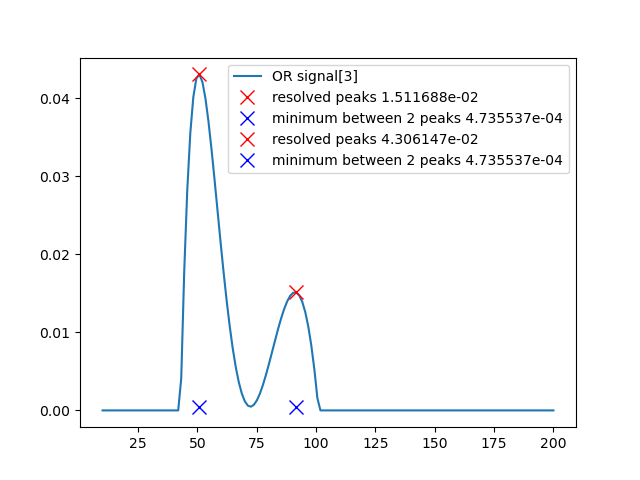 OR signal[3]
resolved peaks 1.511688e-02
minimum between 2 peaks 4.735537e-04
resolved peaks 4.306147e-02
minimum between 2 peaks 4.735537e-04
0.04
0.03
0.02
0.01
0.00
25 50 75 100 125 150 175 200